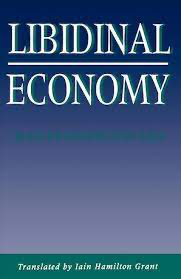 LIBIDINAL
ECONOMY
Translated by Iain Hamilton Grant